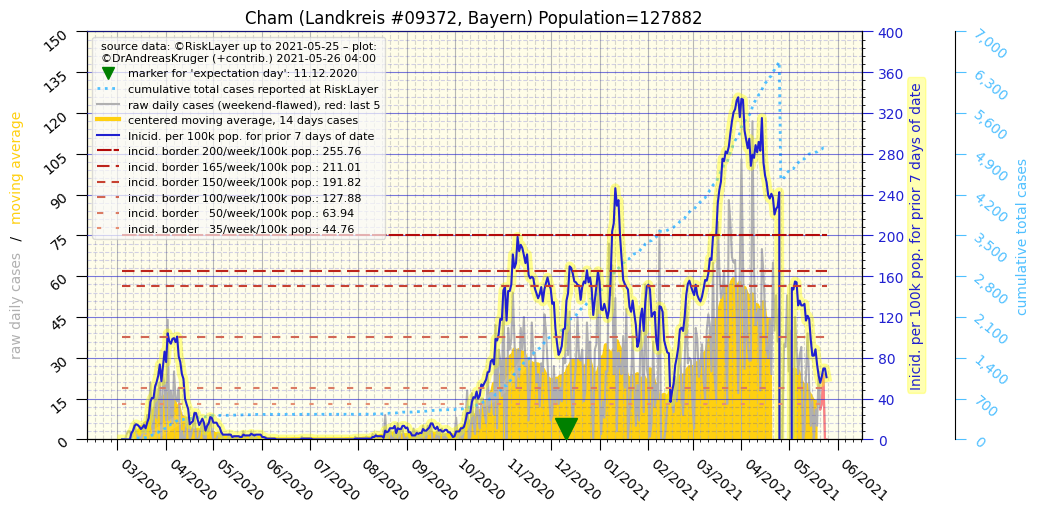 Cham (Landkreis #09372, Bayern) Population=127882
source data: ©RiskLayer up to 2021-05-25 – plot:
©DrAndreasKruger (+contrib.) 2021-05-26 04:00
marker for 'expectation day': 11.12.2020
cumulative total cases reported at RiskLayer
raw daily cases (weekend-flawed), red: last 5
centered moving average, 14 days cases
Inicid. per 100k pop. for prior 7 days of date
incid. border 200/week/100k pop.: 255.76
incid. border 165/week/100k pop.: 211.01
incid. border 150/week/100k pop.: 191.82
incid. border 100/week/100k pop.: 127.88
incid. border   50/week/100k pop.: 63.94
incid. border   35/week/100k pop.: 44.76
raw daily cases / moving average
150
135
120
105
90
75
60
45
30
15
0
400
360
320
280
240
200
160
120
80
40
0
Inicid. per 100k pop. for prior 7 days of date
7,000
6,300
5,600
4,900
4,200
3,500
2,800
2,100
1,400
700
0
cumulative total cases
03/2020
04/2020
05/2020
06/2020
07/2020
08/2020
09/2020
10/2020
11/2020
12/2020
01/2021
02/2021
03/2021
04/2021
05/2021
06/2021